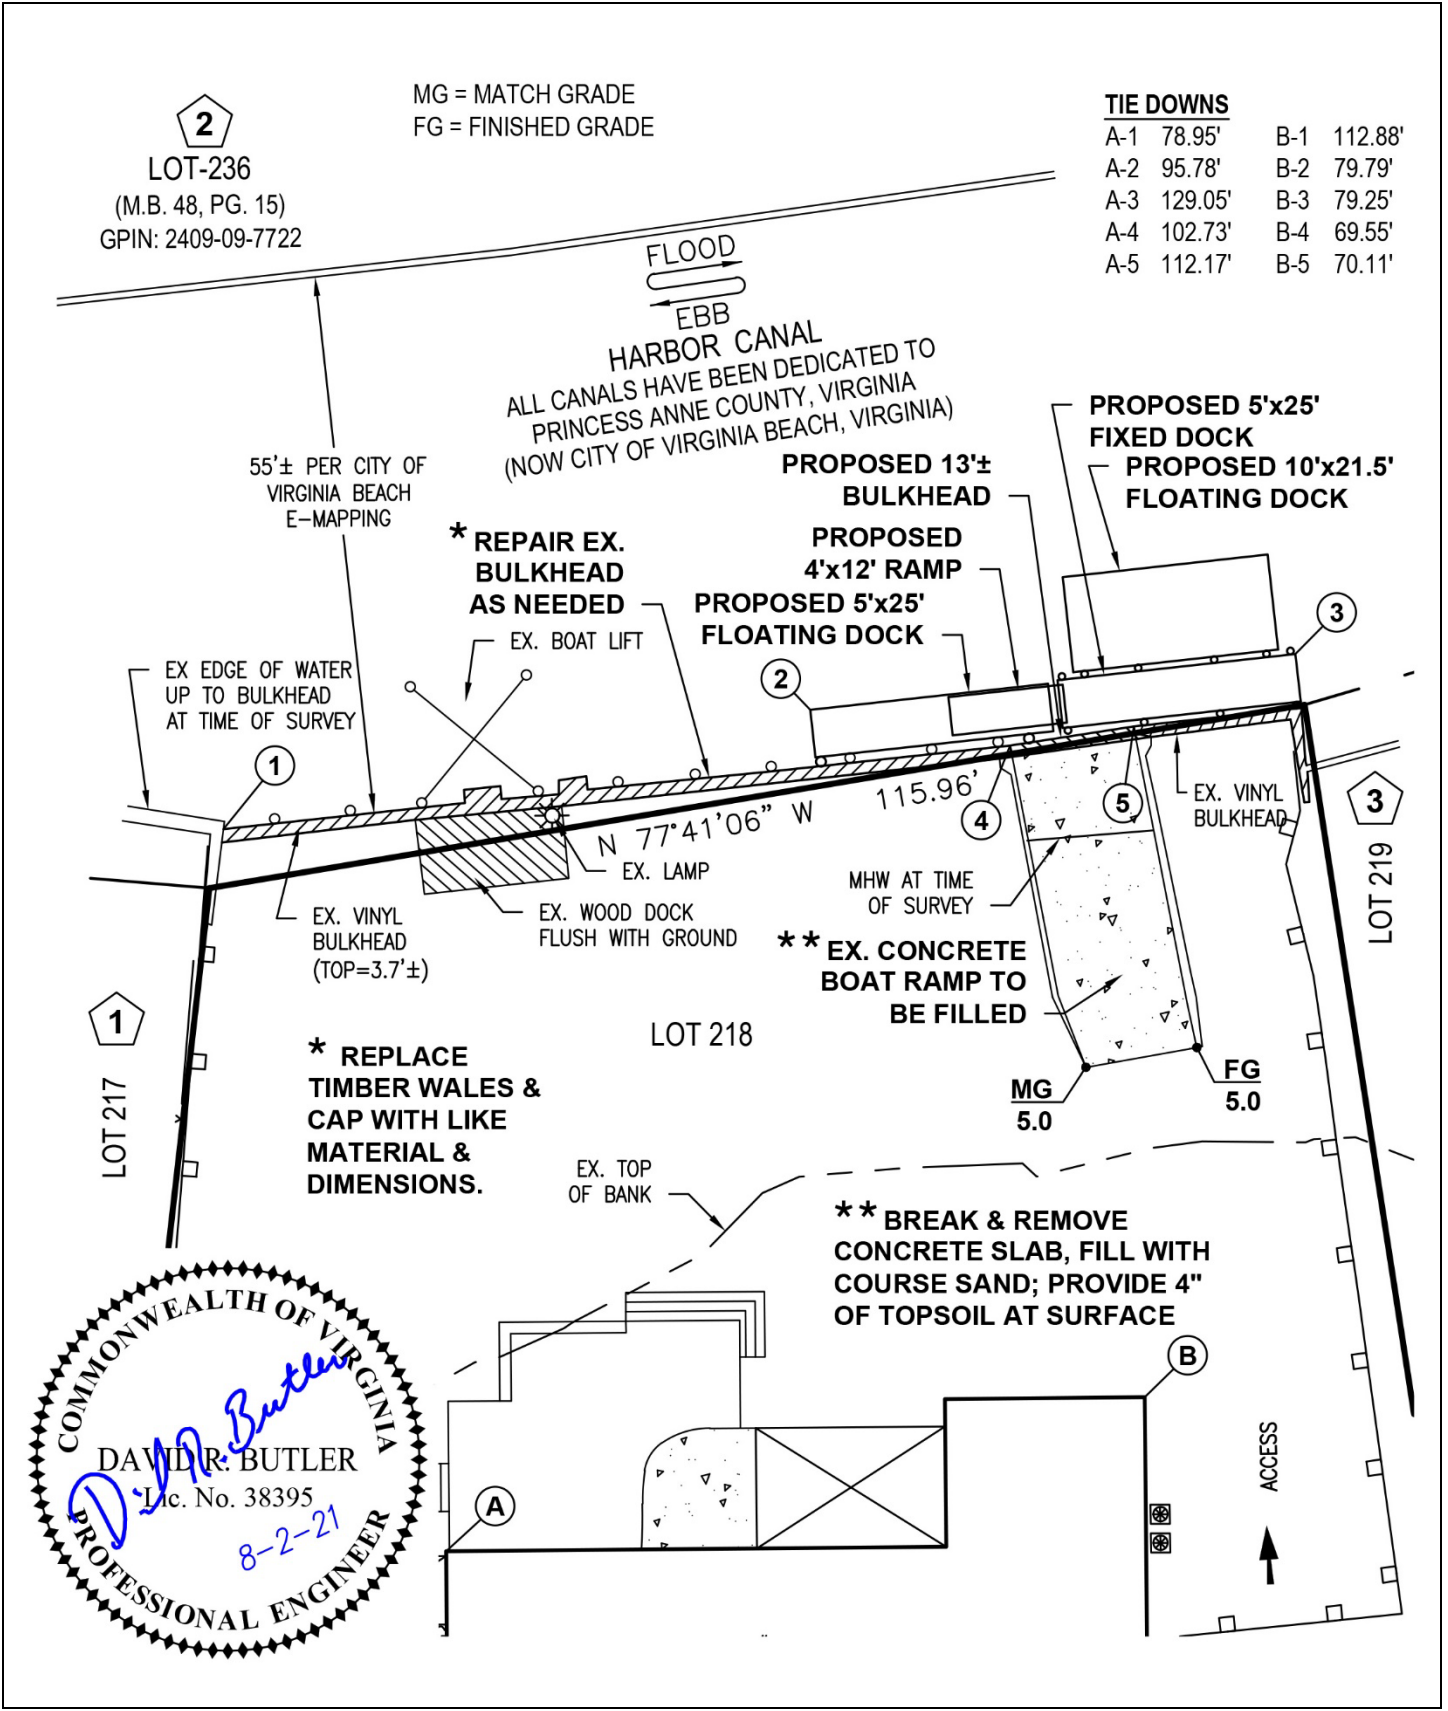 MG = MATCH GRADE
FG = FINISHED GRADE
2
LOT-236
(M.B. 48, PG. 15)
GPIN: 2409-09-7722
TIE DOWNS
A-1 78.95' B-1 112.88'
A-2 95.78' B-2 79.79'
A-3 129.05' B-3 79.25'
A-4 102.73' B-4 69.55'
A-5 112.17' B-5 70.11'
FLOOD
EBB
HARBOR CANAL
ALL CANALS HAVE BEEN DEDICATED TO
PRINCESS ANNE COUNTY, VIRGINIA
(NOW CITY OF VIRGINIA BEACH, VIRGINIA)
55'± PER CITY OF
VIRGINIA BEACH
E-MAPPING
PROPOSED 5'x25'
FIXED DOCK
PROPOSED 10'x21.5'
FLOATING DOCK
PROPOSED 13'±
BULKHEAD
PROPOSED
4'x12' RAMP
PROPOSED 5'x25'
FLOATING DOCK
* REPAIR EX.
BULKHEAD
AS NEEDED
EX. BOAT LIFT
EX EDGE OF WATER
UP TO BULKHEAD
AT TIME OF SURVEY
1
2
3
4
5
N 77°41'06" W 115.96'
EX. LAMP
EX. WOOD DOCK
FLUSH WITH GROUND
EX. VINYL
BULKHEAD
(TOP=3.7'±)
EX. VINYL
BULKHEAD
3
LOT 219
MHW AT TIME
OF SURVEY
** EX. CONCRETE
BOAT RAMP TO
BE FILLED
1
LOT 217
LOT 218
MG
5.0
FG
5.0
* REPLACE
TIMBER WALES &
CAP WITH LIKE
MATERIAL &
DIMENSIONS.
EX. TOP
OF BANK
** BREAK & REMOVE
CONCRETE SLAB, FILL WITH
COURSE SAND; PROVIDE 4"
OF TOPSOIL AT SURFACE
B
A
ACCESS
COMMONWEALTH OF VIRGINIA
David R. Butler
DAVID R. BUTLER
Lic. No. 38395
8-2-21
PROFESSIONAL ENGINEER